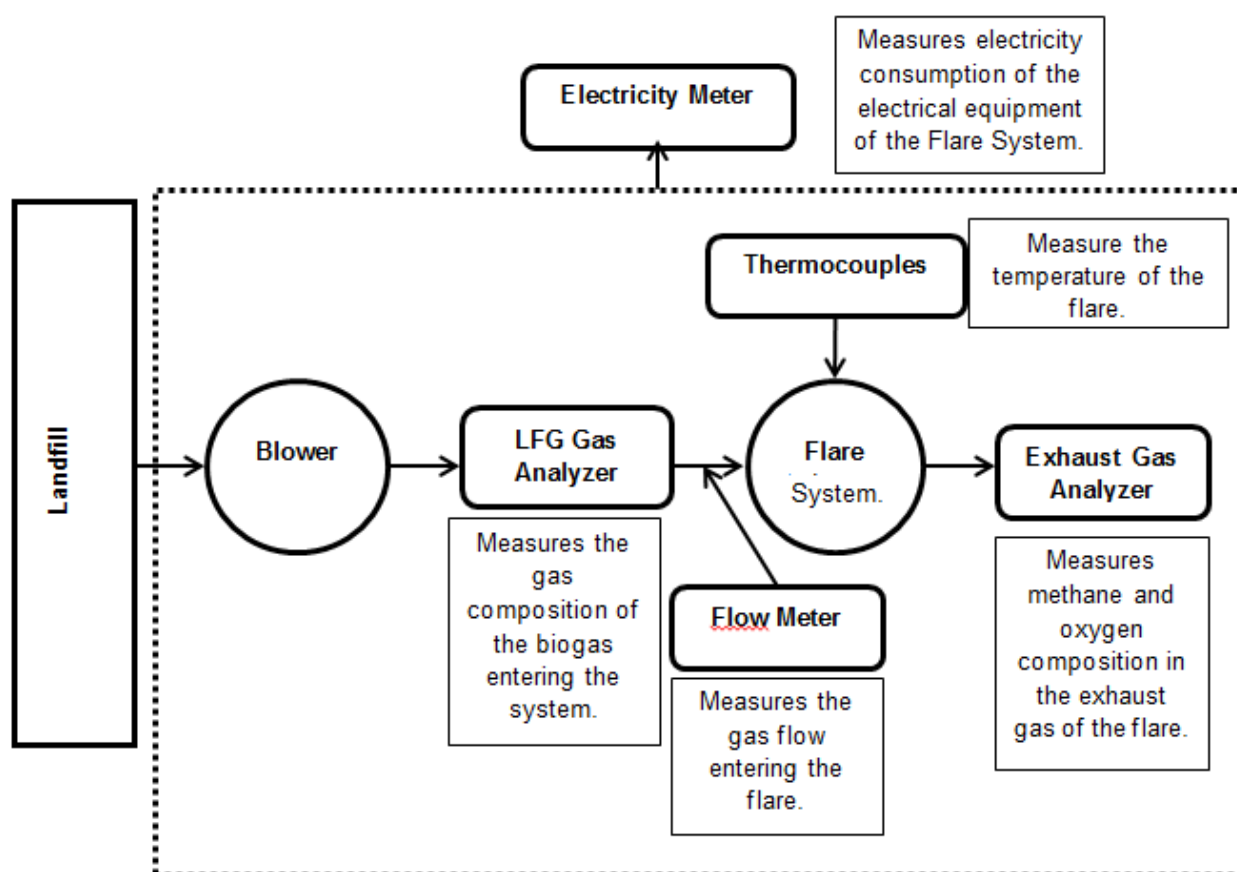 Measures electricity
consumption of the
electrical equipment
of the Flare System.
Electricity Meter
Thermocouples
Measure the
temperature of the
flare.
Landfill
Blower
LFG Gas
Analyzer
Measures the
gas
composition of
the biogas
entering the
system.
Flow Meter
Measures the
gas flow
entering the
flare.
Flare
System.
Exhaust Gas
Analyzer
Measures
methane and
oxygen
composition in
the exhaust
gas of the flare.